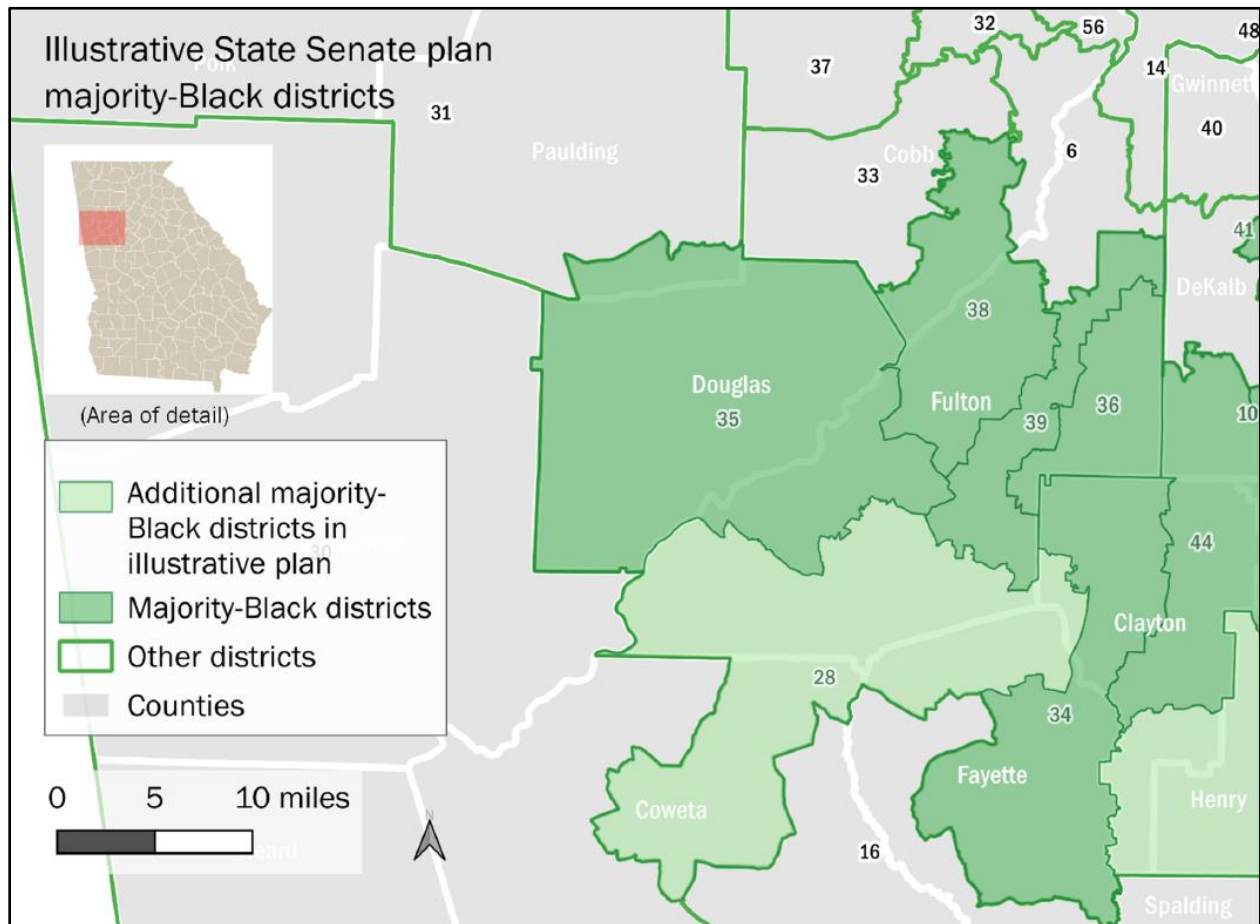 Illustrative State Senate plan
majority-Black districts
Polk
32
56
48
37
14
Gwinnett
31
40
Paulding
Cobb
6
33
41
DeKalb
38
Douglas
Fulton
36
35
39
10
(Area of detail)
Additional majority-
Black districts in
illustrative plan
30
Majority-Black districts
Other districts
Counties
44
Clayton
28
34
0 5 10 miles
N
Fayette
Henry
Coweta
Heard
16
Spalding